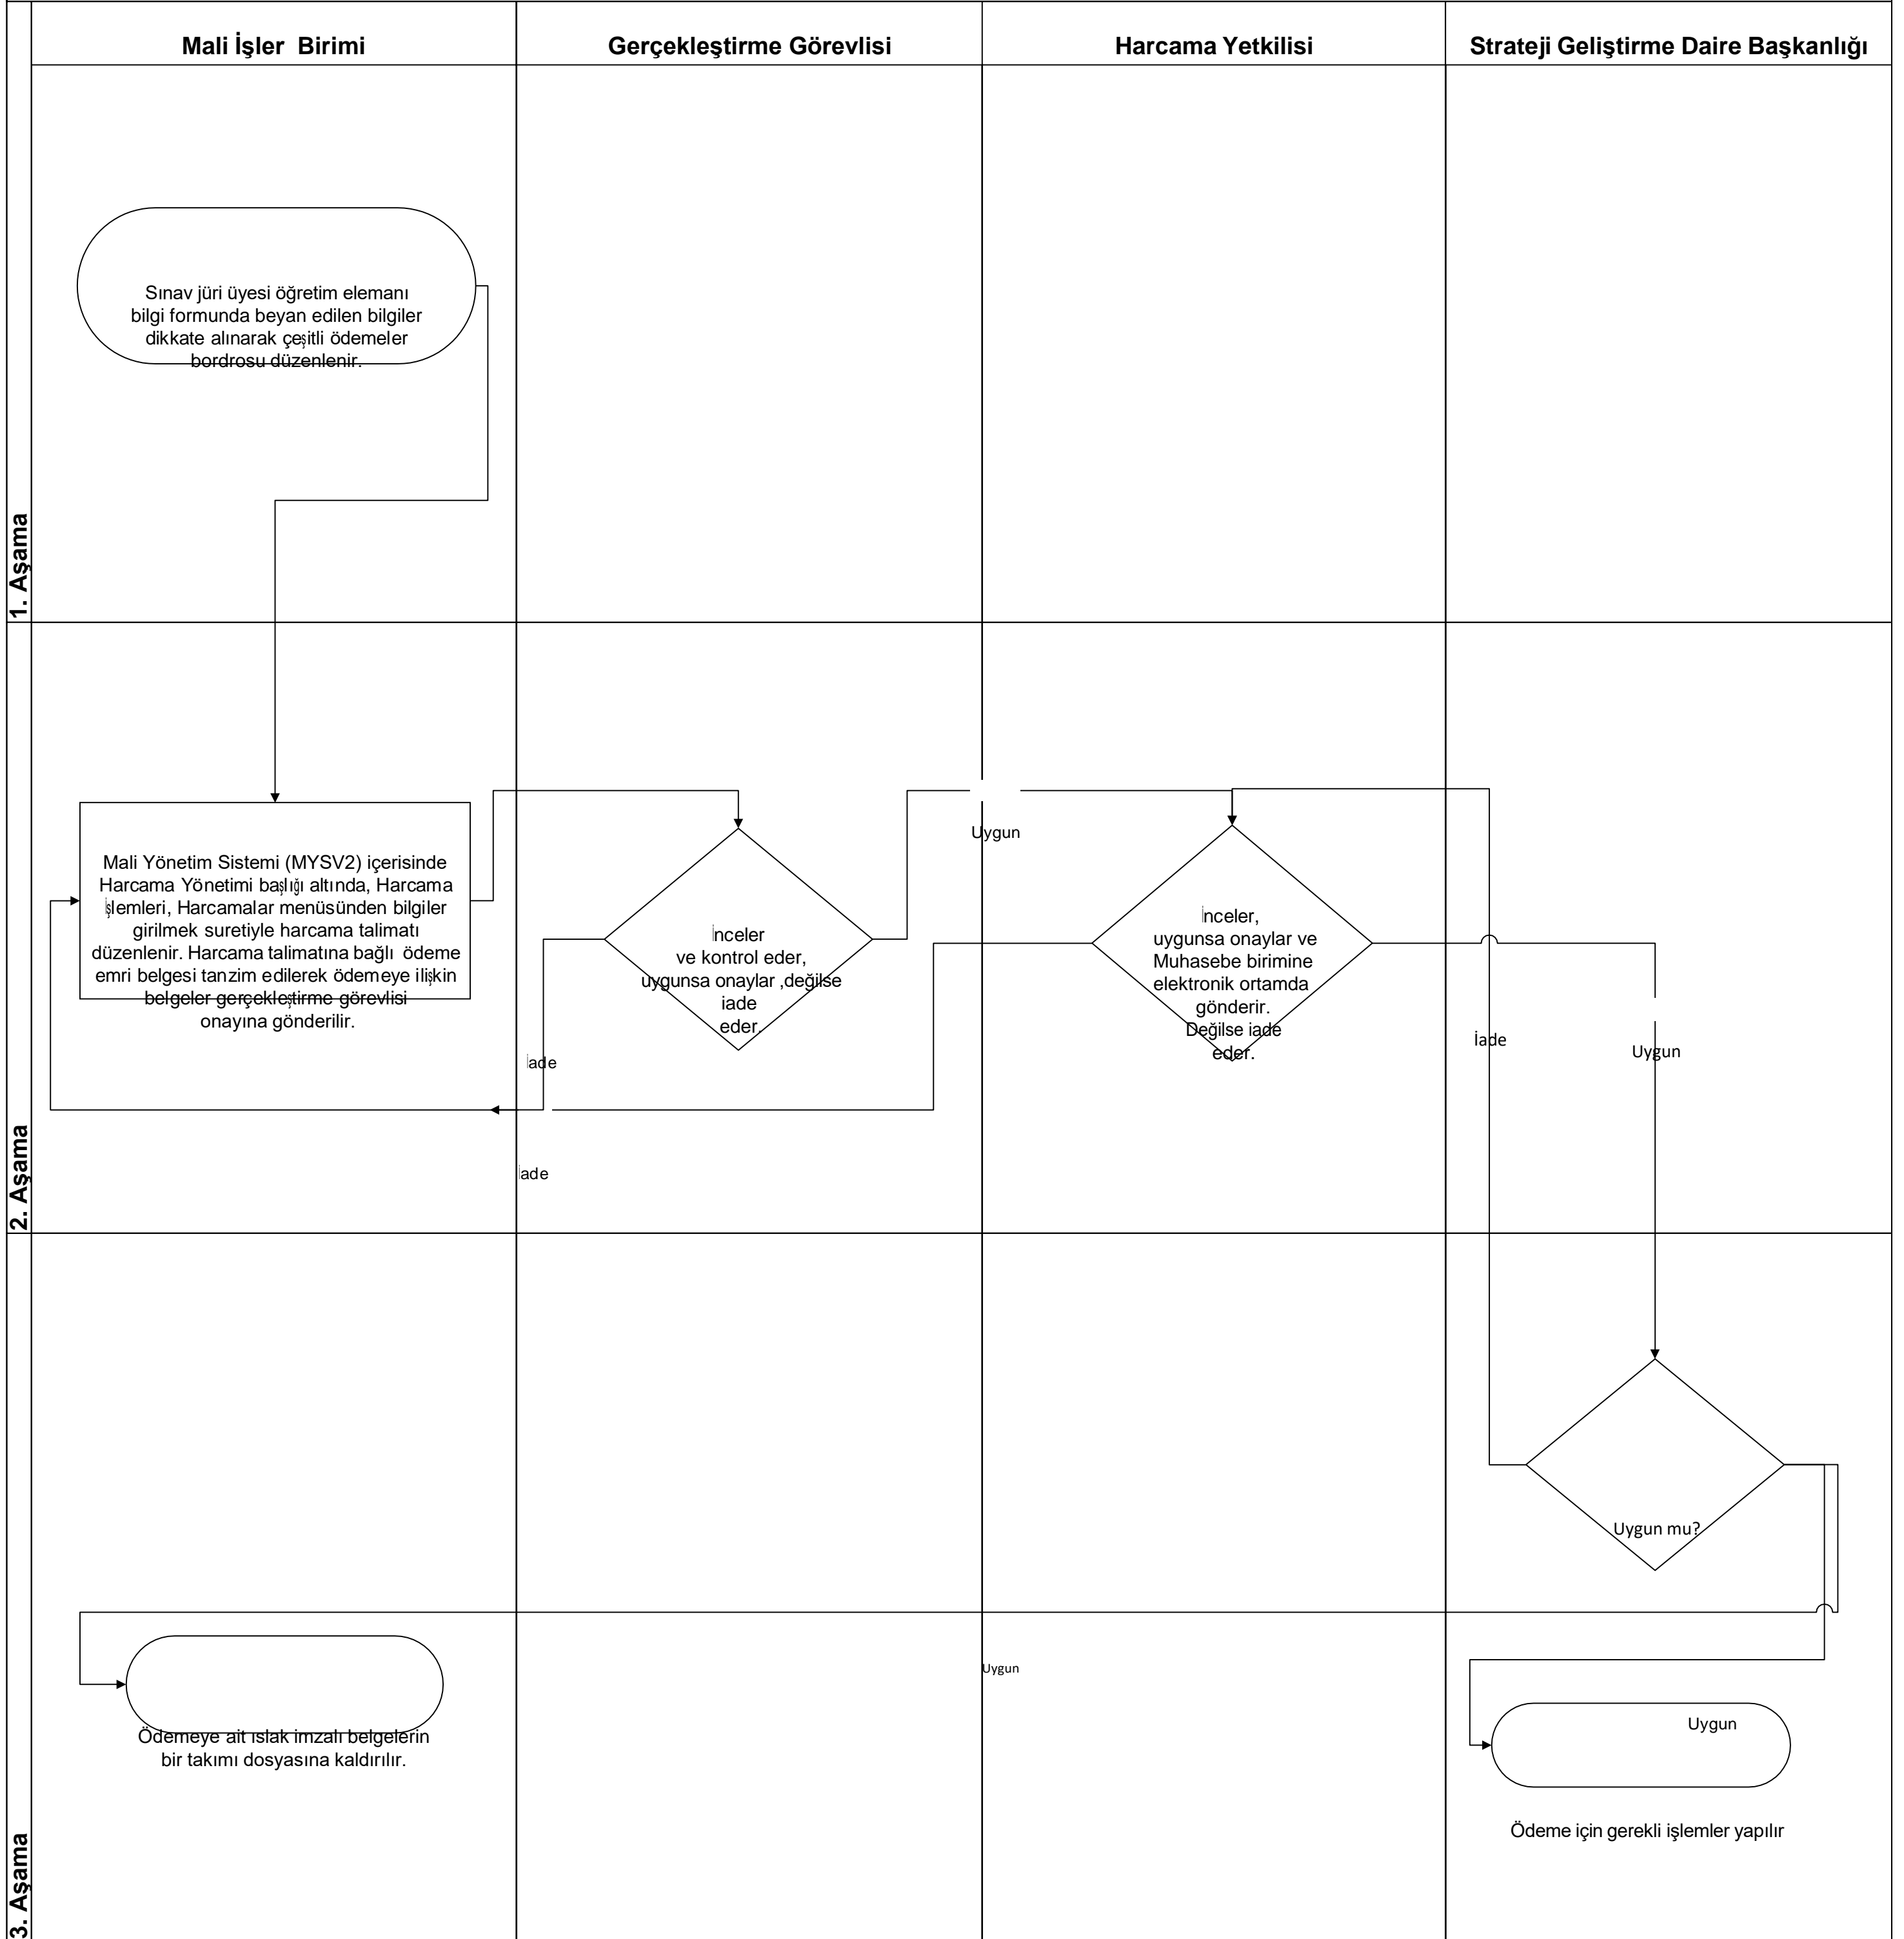 Mali İşler  Birimi
Gerçekleştirme Görevlisi
Harcama Yetkilisi
Strateji Geliştirme Daire Başkanlığı
1. Aşama
Sınav jüri üyesi öğretim elemanı
bilgi formunda beyan edilen bilgiler
dikkate alınarak çeşitli ödemeler
bordrosu düzenlenir.
2. Aşama
Mali Yönetim Sistemi (MYSV2) içerisinde
Harcama Yönetimi başlığı altında, Harcama
İşlemleri, Harcamalar menüsünden bilgiler
girilmek suretiyle harcama talimatı
düzenlenir. Harcama talimatına bağlı  ödeme
emri belgesi tanzim edilerek ödemeye ilişkin
belgeler gerçekleştirme görevlisi
onayına gönderilir.
İnceler
ve kontrol eder,
uygunsa onaylar ,değilse
iade
eder.
Uygun
İnceler,
uygunsa onaylar ve
Muhasebe birimine
elektronik ortamda
gönderir.
Değilse iade
eder.
İade
Uygun
İade
İade
3. Aşama
Uygun mu?
Uygun
Uygun
Ödemeye ait ıslak imzalı belgelerin
bir takımı dosyasına kaldırılır.
Ödeme için gerekli işlemler yapılır